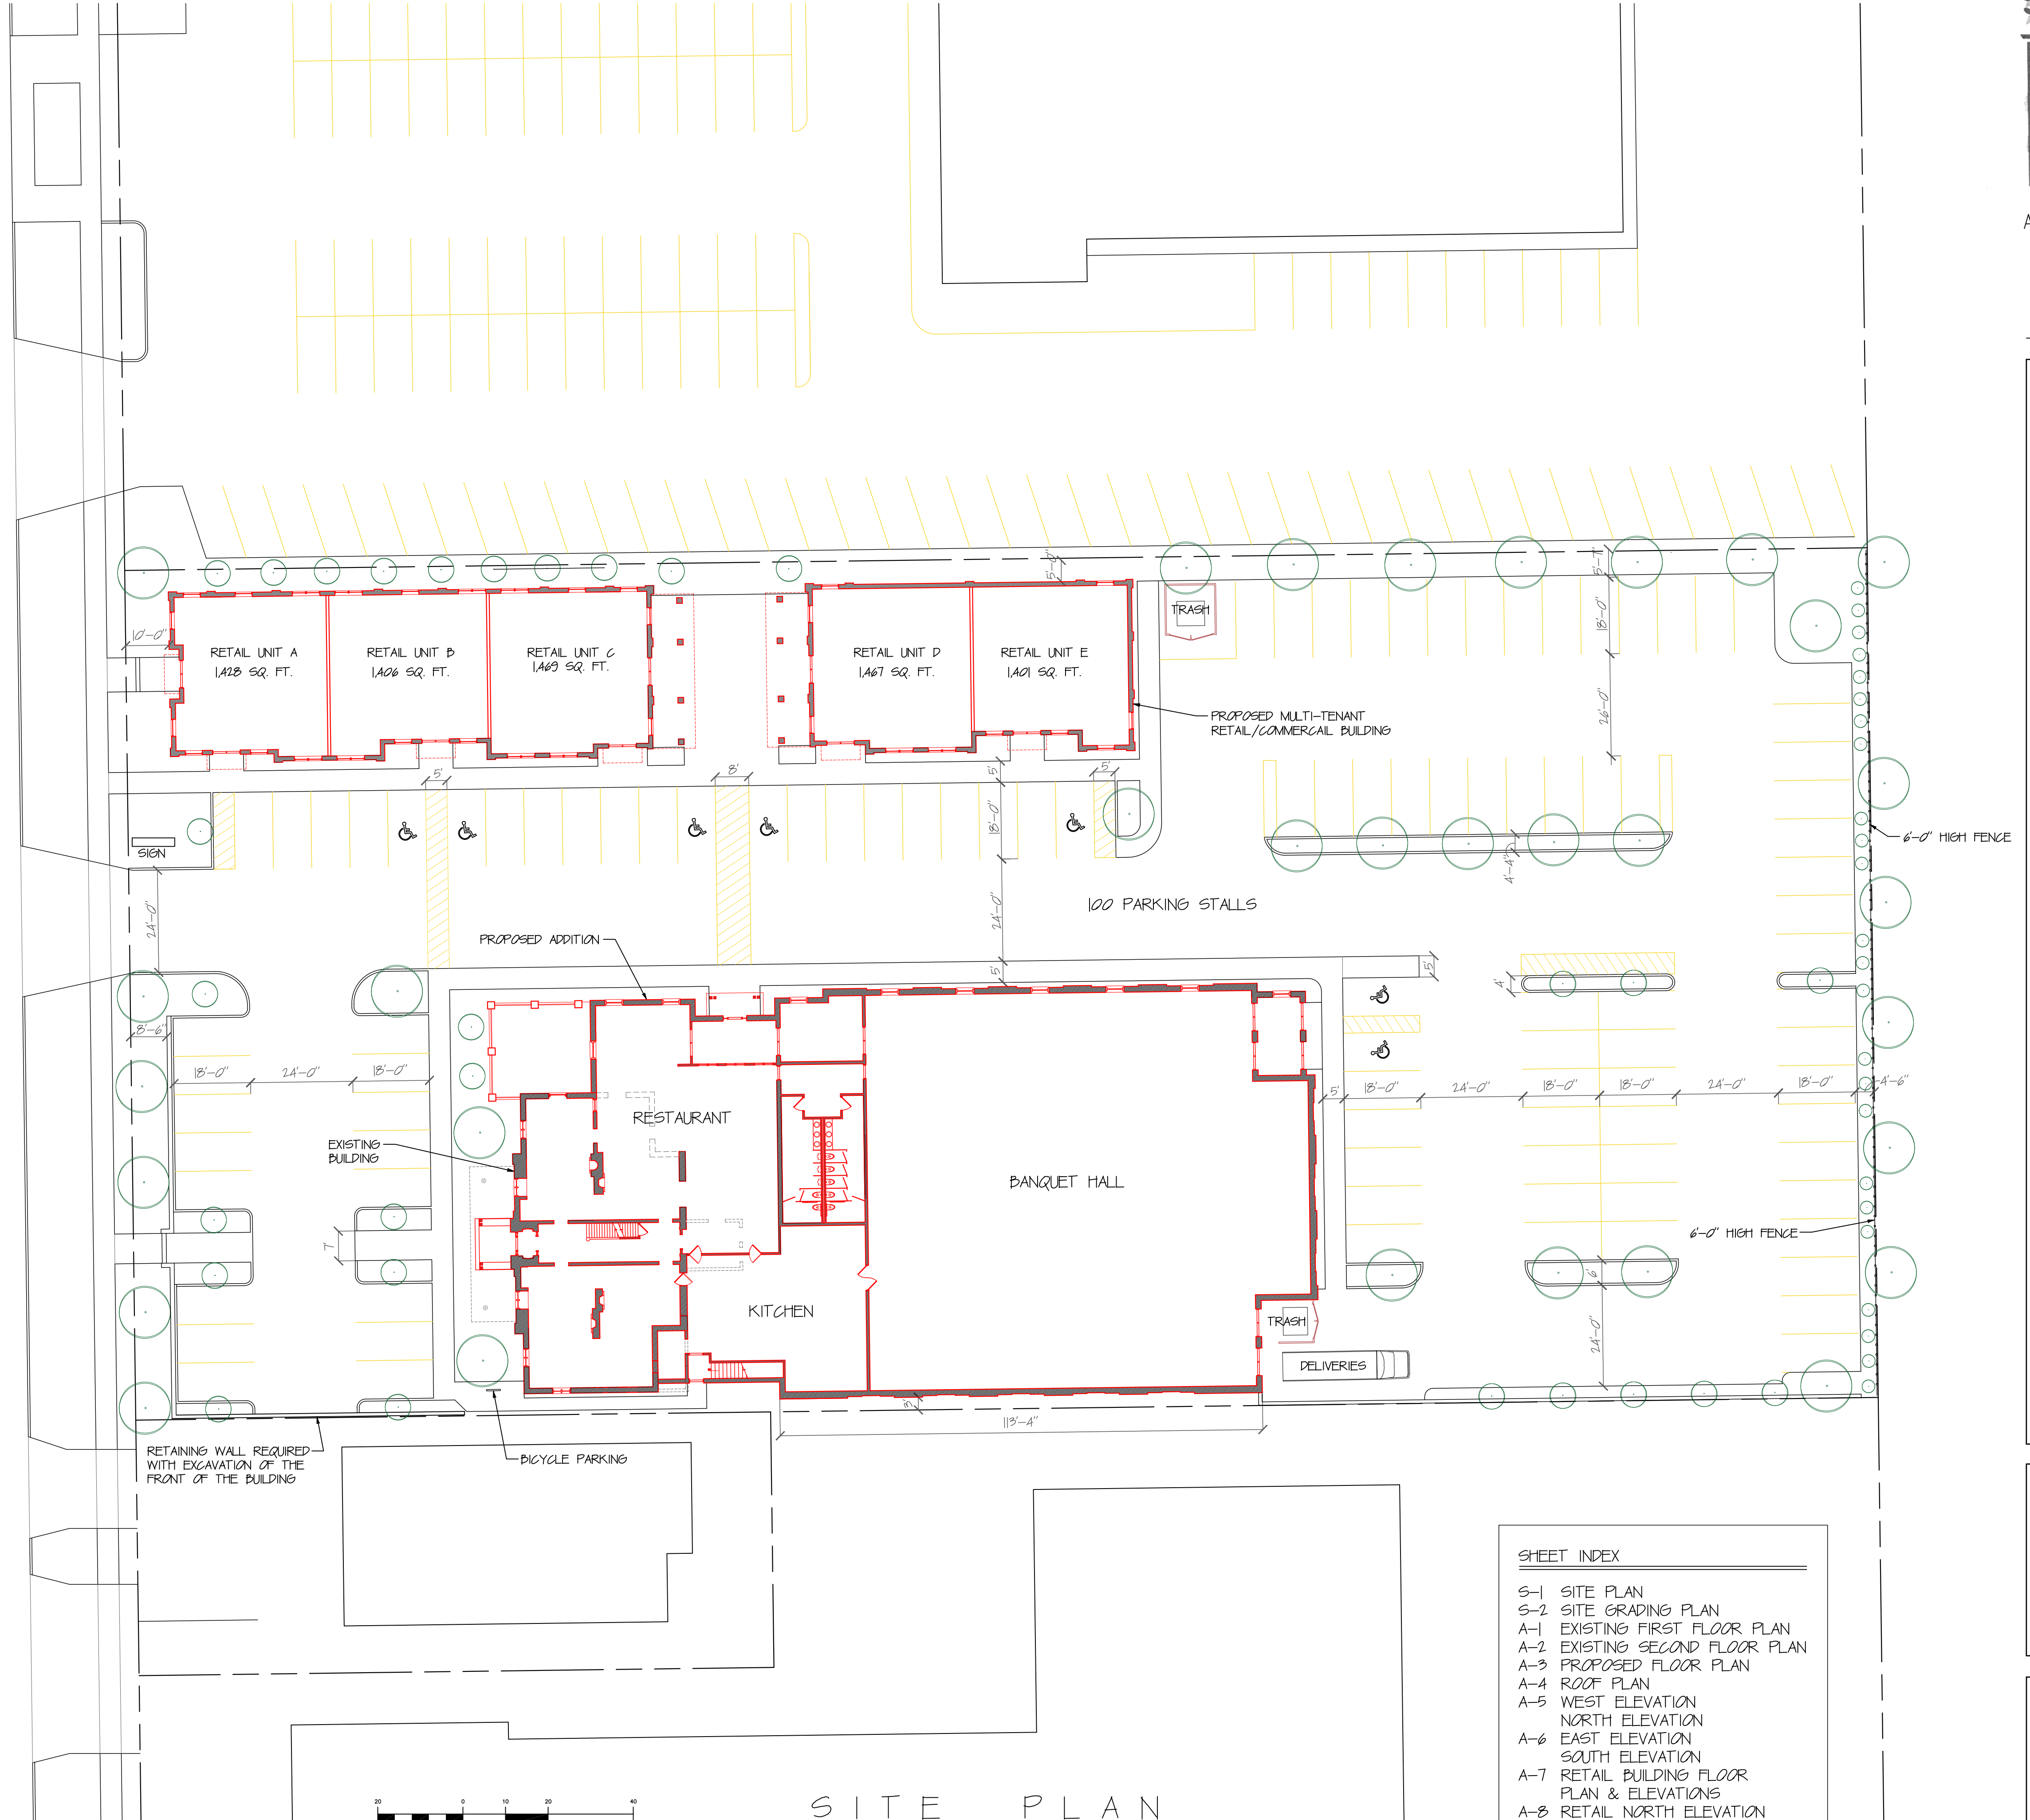 5'-0"
5'-7"
TRASH
18'-0"
10'-0"
RETAIL UNIT A
1,428 SQ. FT.
RETAIL UNIT B
1,406 SQ. FT.
RETAIL UNIT C
1,469 SQ. FT.
RETAIL UNIT D
1,467 SQ. FT.
RETAIL UNIT E
1,401 SQ. FT.
26'-0"
PROPOSED MULTI-TENANT
RETAIL/COMMERCAIL BUILDING
5'
8'
5'
5'
18'-0"
SIGN
6'-0" HIGH FENCE
4'-4"
24'-0"
24'-0"
100 PARKING STALLS
PROPOSED ADDITION
5'
5'
4'
8'-6"
18'-0"
24'-0"
18'-0"
5'
18'-0"
24'-0"
18'-0"
18'-0"
24'-0"
18'-0"
4'-6"
RESTAURANT
EXISTING
BUILDING
BANQUET HALL
7'
6'-0" HIGH FENCE
6'
KITCHEN
TRASH
24'-0"
DELIVERIES
3'
113'-4"
RETAINING WALL REQUIRED
WITH EXCAVATION OF THE
FRONT OF THE BUILDING
BICYCLE PARKING
SHEET INDEX
S-1 SITE PLAN
S-2 SITE GRADING PLAN
A-1 EXISTING FIRST FLOOR PLAN
A-2 EXISTING SECOND FLOOR PLAN
A-3 PROPOSED FLOOR PLAN
A-4 ROOF PLAN
A-5 WEST ELEVATION
NORTH ELEVATION
A-6 EAST ELEVATION
SOUTH ELEVATION
A-7 RETAIL BUILDING FLOOR
PLAN & ELEVATIONS
A-8 RETAIL NORTH ELEVATION
20 0 10 20 40
SITE PLAN